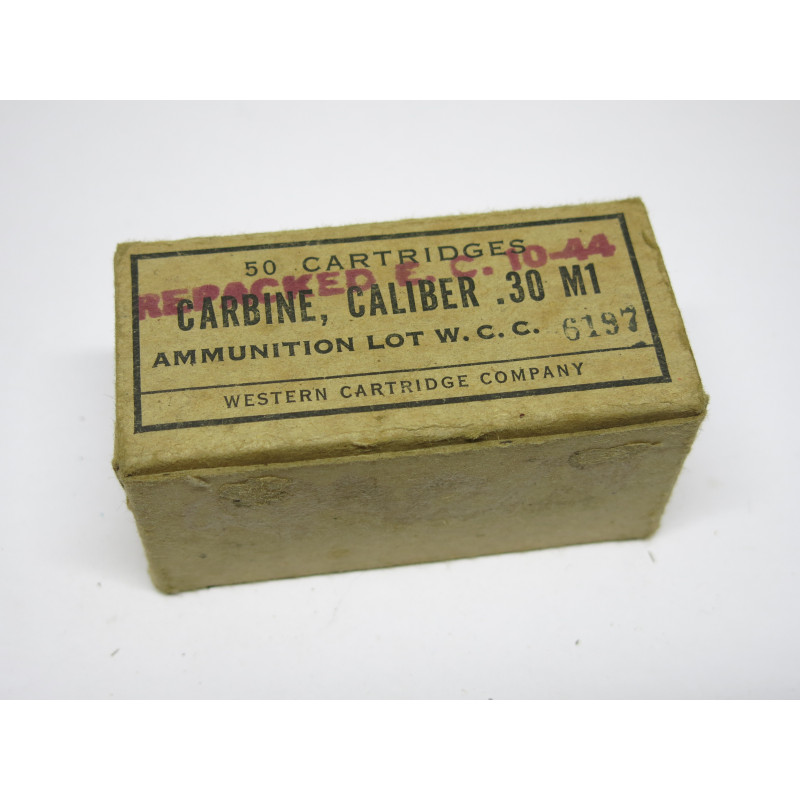 50 CARTRIDGES
REPACKED E. C. 10-44
CARBINE, CALIBER .30 M1
AMMUNITION LOT W. C. C. 6197
WESTERN CARTRIDGE COMPANY